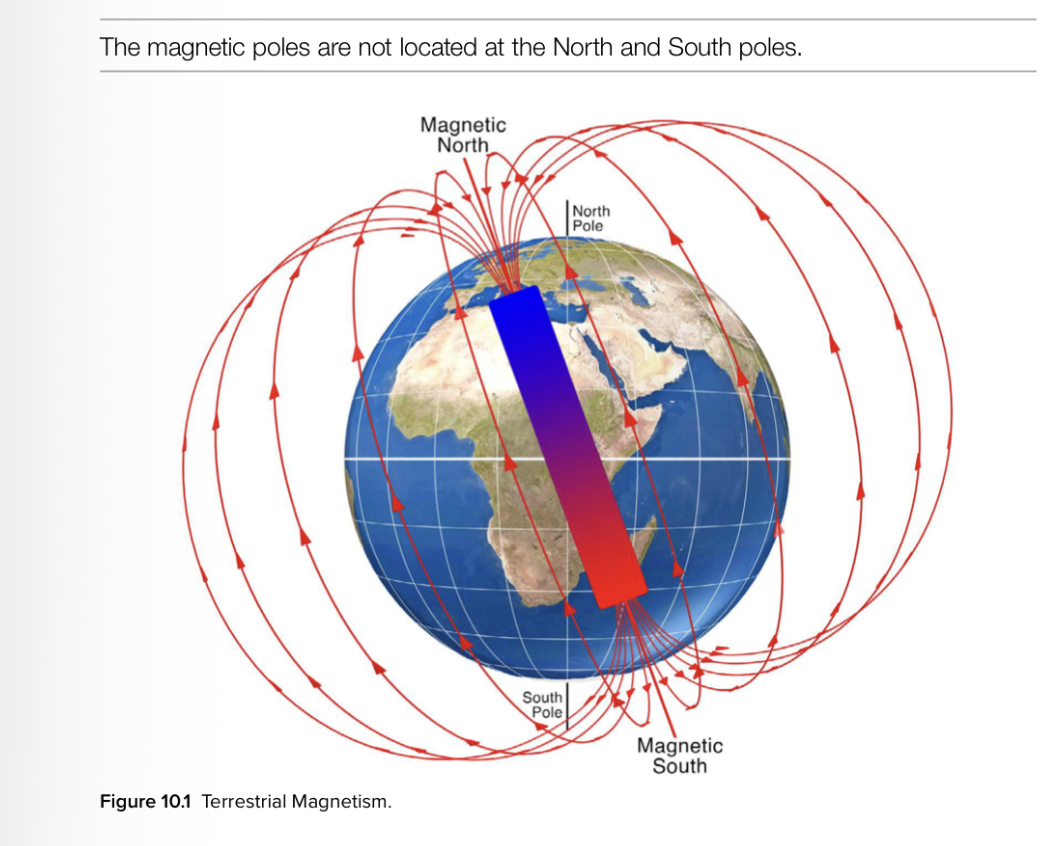 The magnetic poles are not located at the North and South poles.
Magnetic
North
North
Pole
South
Pole
Magnetic
South
Figure 10.1 Terrestrial Magnetism.